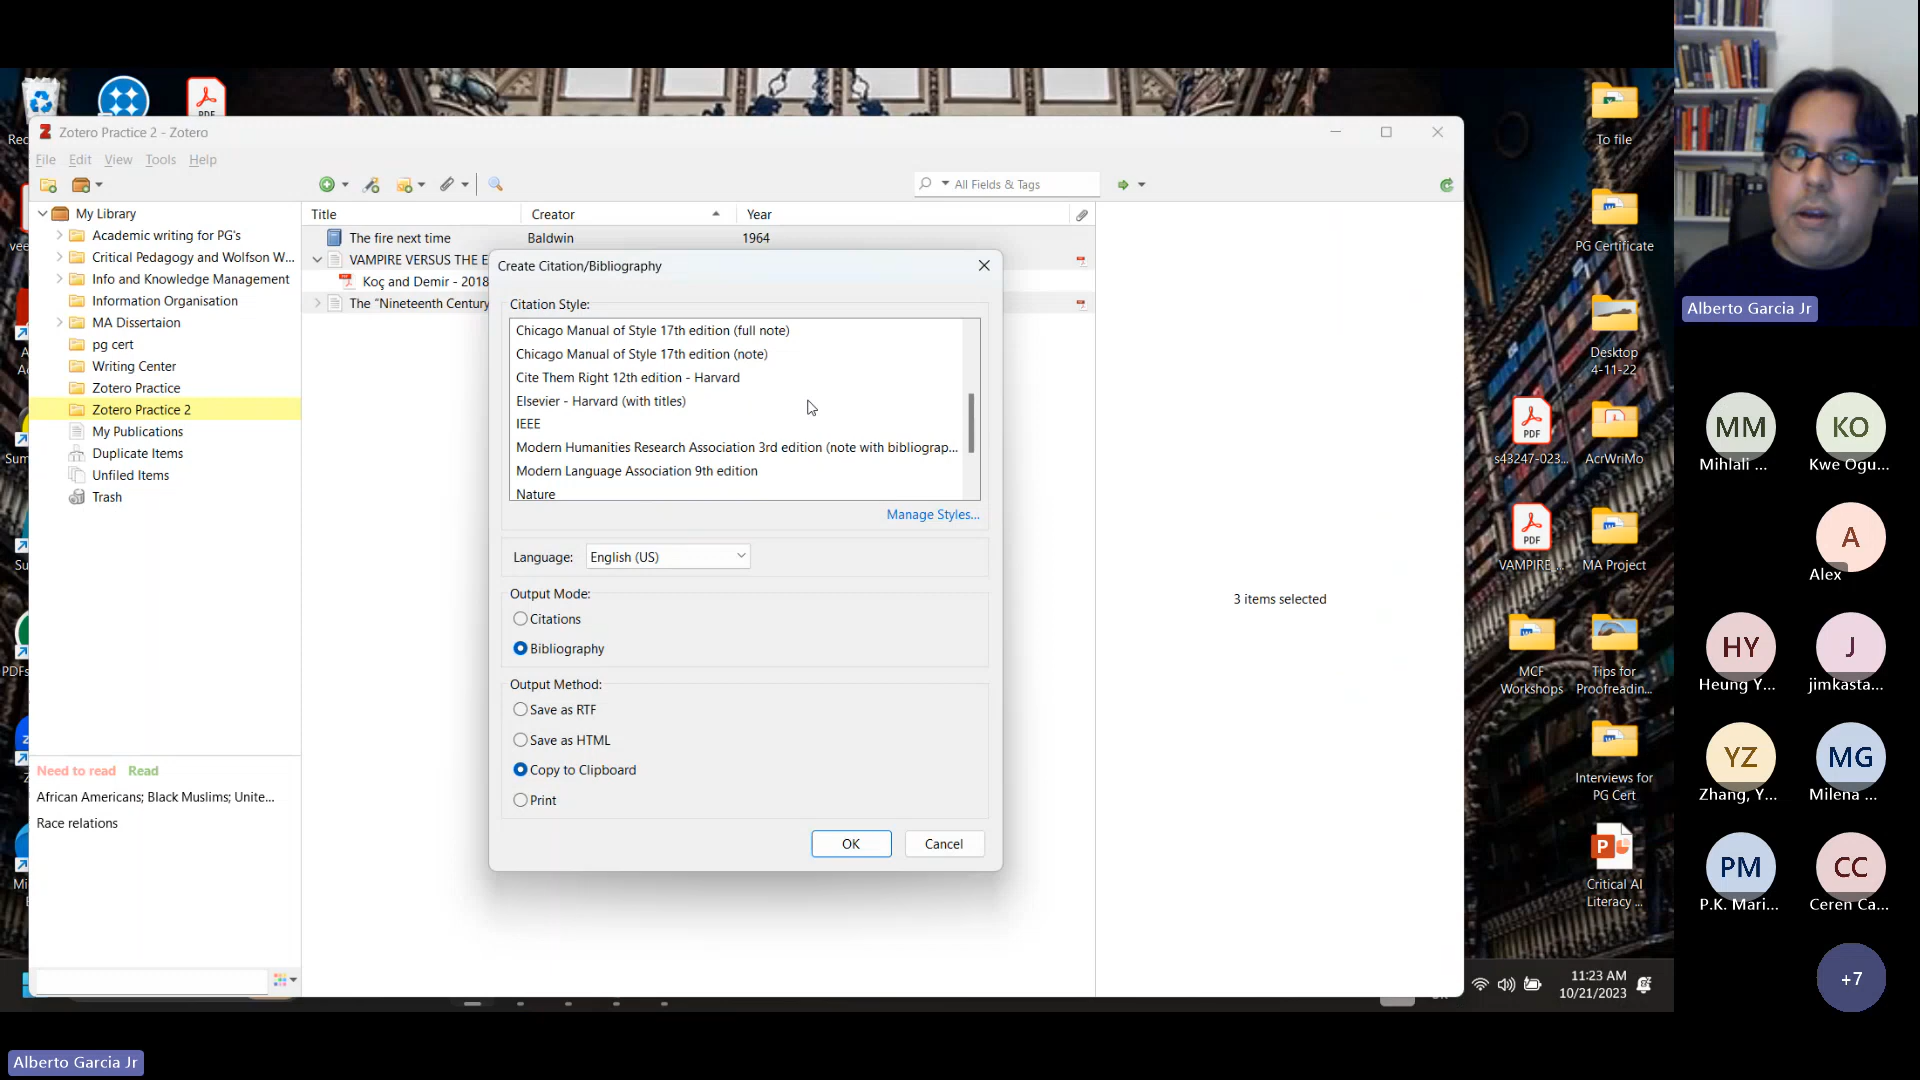 Zotero Practice 2 - Zotero
File Edit View Tools Help
All Fields & Tags
My Library
Academic writing for PG's
Critical Pedagogy and Wolfson W...
Info and Knowledge Management
Information Organisation
MA Dissertaion
pg cert
Writing Center
Zotero Practice
Zotero Practice 2
My Publications
Duplicate Items
Unfiled Items
Trash
Need to read Read
African Americans; Black Muslims; Unite...
Race relations
Title Creator Year
The fire next time Baldwin 1964
VAMPIRE VERSUS THE E
Koç and Demir - 2018
The “Nineteenth Century
Create Citation/Bibliography
Citation Style:
Chicago Manual of Style 17th edition (full note)
Chicago Manual of Style 17th edition (note)
Cite Them Right 12th edition - Harvard
Elsevier - Harvard (with titles)
IEEE
Modern Humanities Research Association 3rd edition (note with bibliograp...
Modern Language Association 9th edition
Nature
Manage Styles...
Language: English (US)
Output Mode:
Citations
Bibliography
Output Method:
Save as RTF
Save as HTML
Copy to Clipboard
Print
OK Cancel
3 items selected
To file
PG Certificate
Desktop
4-11-22
PDF
s43247-023...
AcrWriMo
PDF
VAMPIRE ...
MA Project
MCF
Workshops
Tips for
Proofreadin...
Interviews for
PG Cert
Critical AI
Literacy ...
11:23 AM
10/21/2023
Alberto Garcia Jr
MM
Mihlali ...
KO
Kwe Ogu...
A
Alex
HY
Heung Y...
J
jimkasta...
YZ
Zhang, Y...
MG
Milena ...
PM
P.K. Mari...
CC
Ceren Ca...
+7
Alberto Garcia Jr